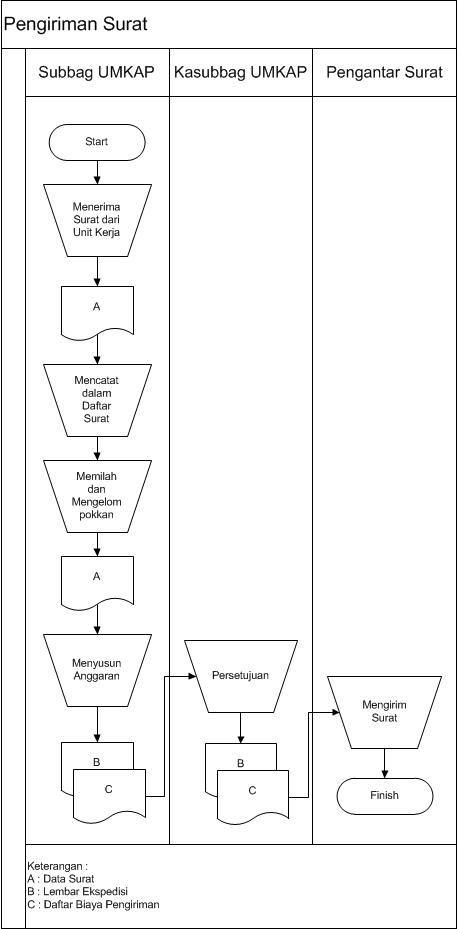 Pengiriman Surat
Subbag UMKAP
Kasubbag UMKAP
Pengantar Surat
Start
Menerima
Surat dari
Unit Kerja
A
Mencatat
dalam
Daftar
Surat
Memilah
dan
Mengelom
pokkan
A
Menyusun
Anggaran
B
C
Persetujuan
B
C
Mengirim
Surat
Finish
Keterangan :
A : Data Surat
B : Lembar Ekspedisi
C : Daftar Biaya Pengiriman